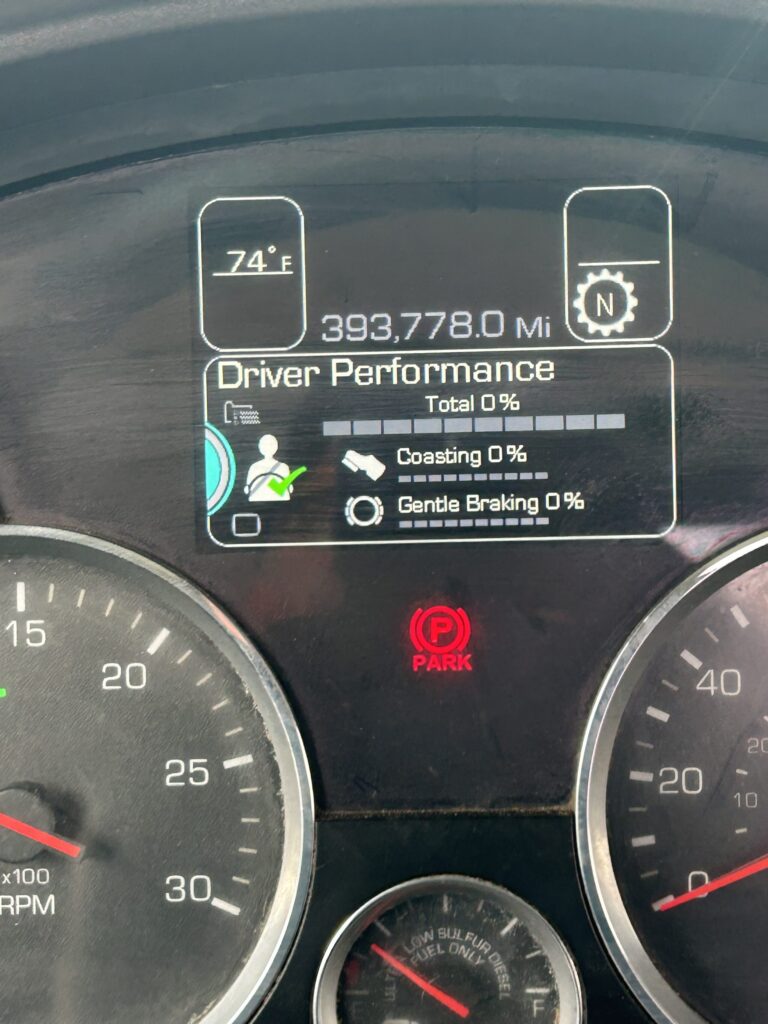 74°F
393,778.0 Mi
N
Driver Performance
Total 0%
Coasting 0%
Gentle Braking 0%
P
PARK
15
20
25
30
x100
RPM
40
20
0
20
10
ULTRA LOW SULFUR DIESEL
FUEL ONLY
F